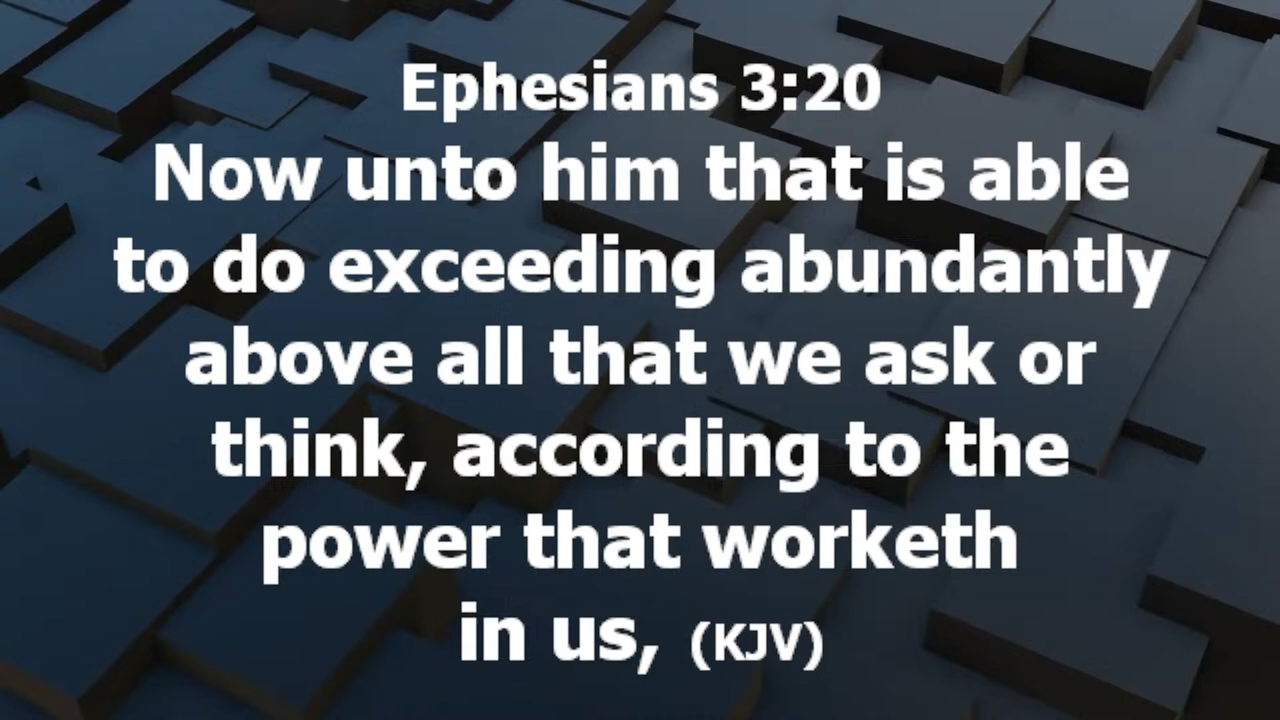 Ephesians 3:20
Now unto him that is able
to do exceeding abundantly
above all that we ask or
think, according to the
power that worketh
in us, (KJV)